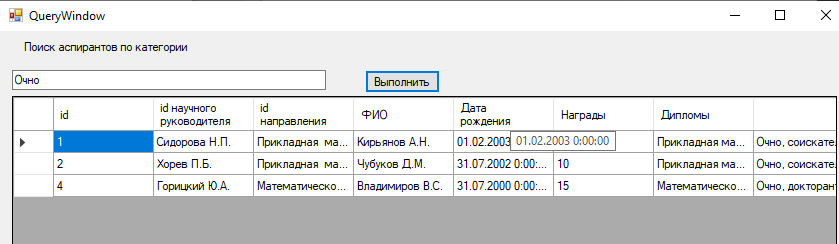 QueryWindow
Поиск аспирантов по категории
Очно
Выполнить
id
id научного
руководителя
id
направления
ФИО
Дата
рождения
Награды
Дипломы
1 Сидорова Н.П. Прикладная ма... Кирьянов А.Н. 01.02.2003 01.02.2003 0:00:00 Прикладная ма... Очно, соискате...
2 Хорев П.Б. Прикладная ма... Чубуков Д.М. 31.07.2002 0:00:... 10 Прикладная ма... Очно, соискате...
4 Горицкий Ю.А. Математическо... Владимиров В.С. 31.07.2002 0:00:... 15 Математическо... Очно, докторант